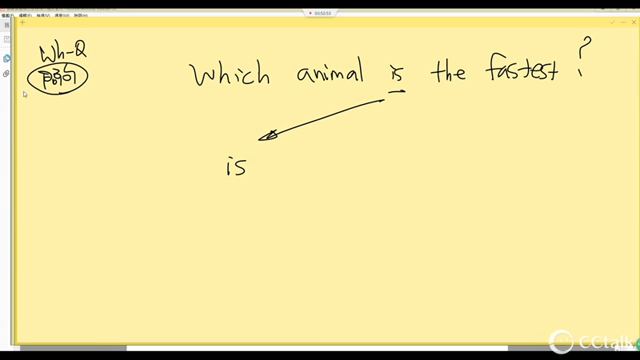 Wh-Q
Which animal is the fastest?
is
CCtalk